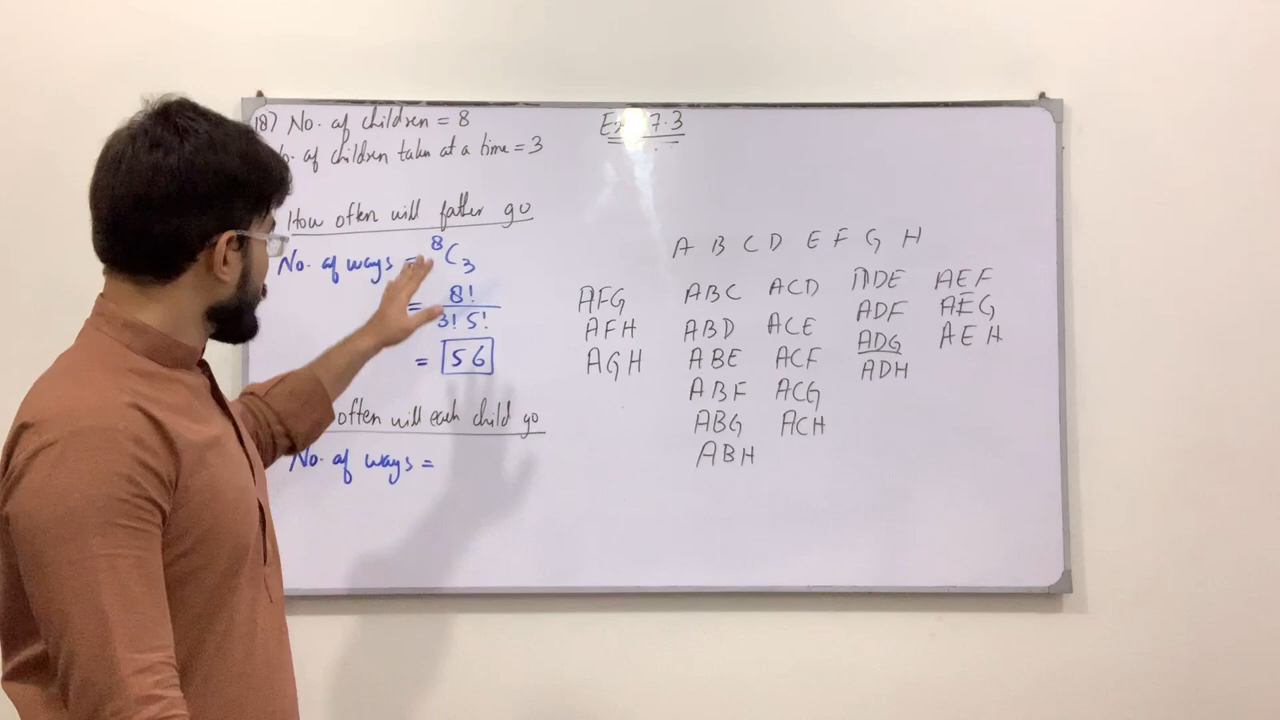 18) No. of children = 8
of children taken at a time = 3
How often will father go
No. of ways = ⁸C₃
= 8! / 3! 5!
= 56
often will each child go
No. of ways =
7.3
A B C D E F G H
AFG
AFH
AGH
ABC
ABD
ABE
ABF
ABG
ABH
ACD
ACE
ACF
ACG
ACH
ADE
ADF
ADG
ADH
AEF
AEG
AEH